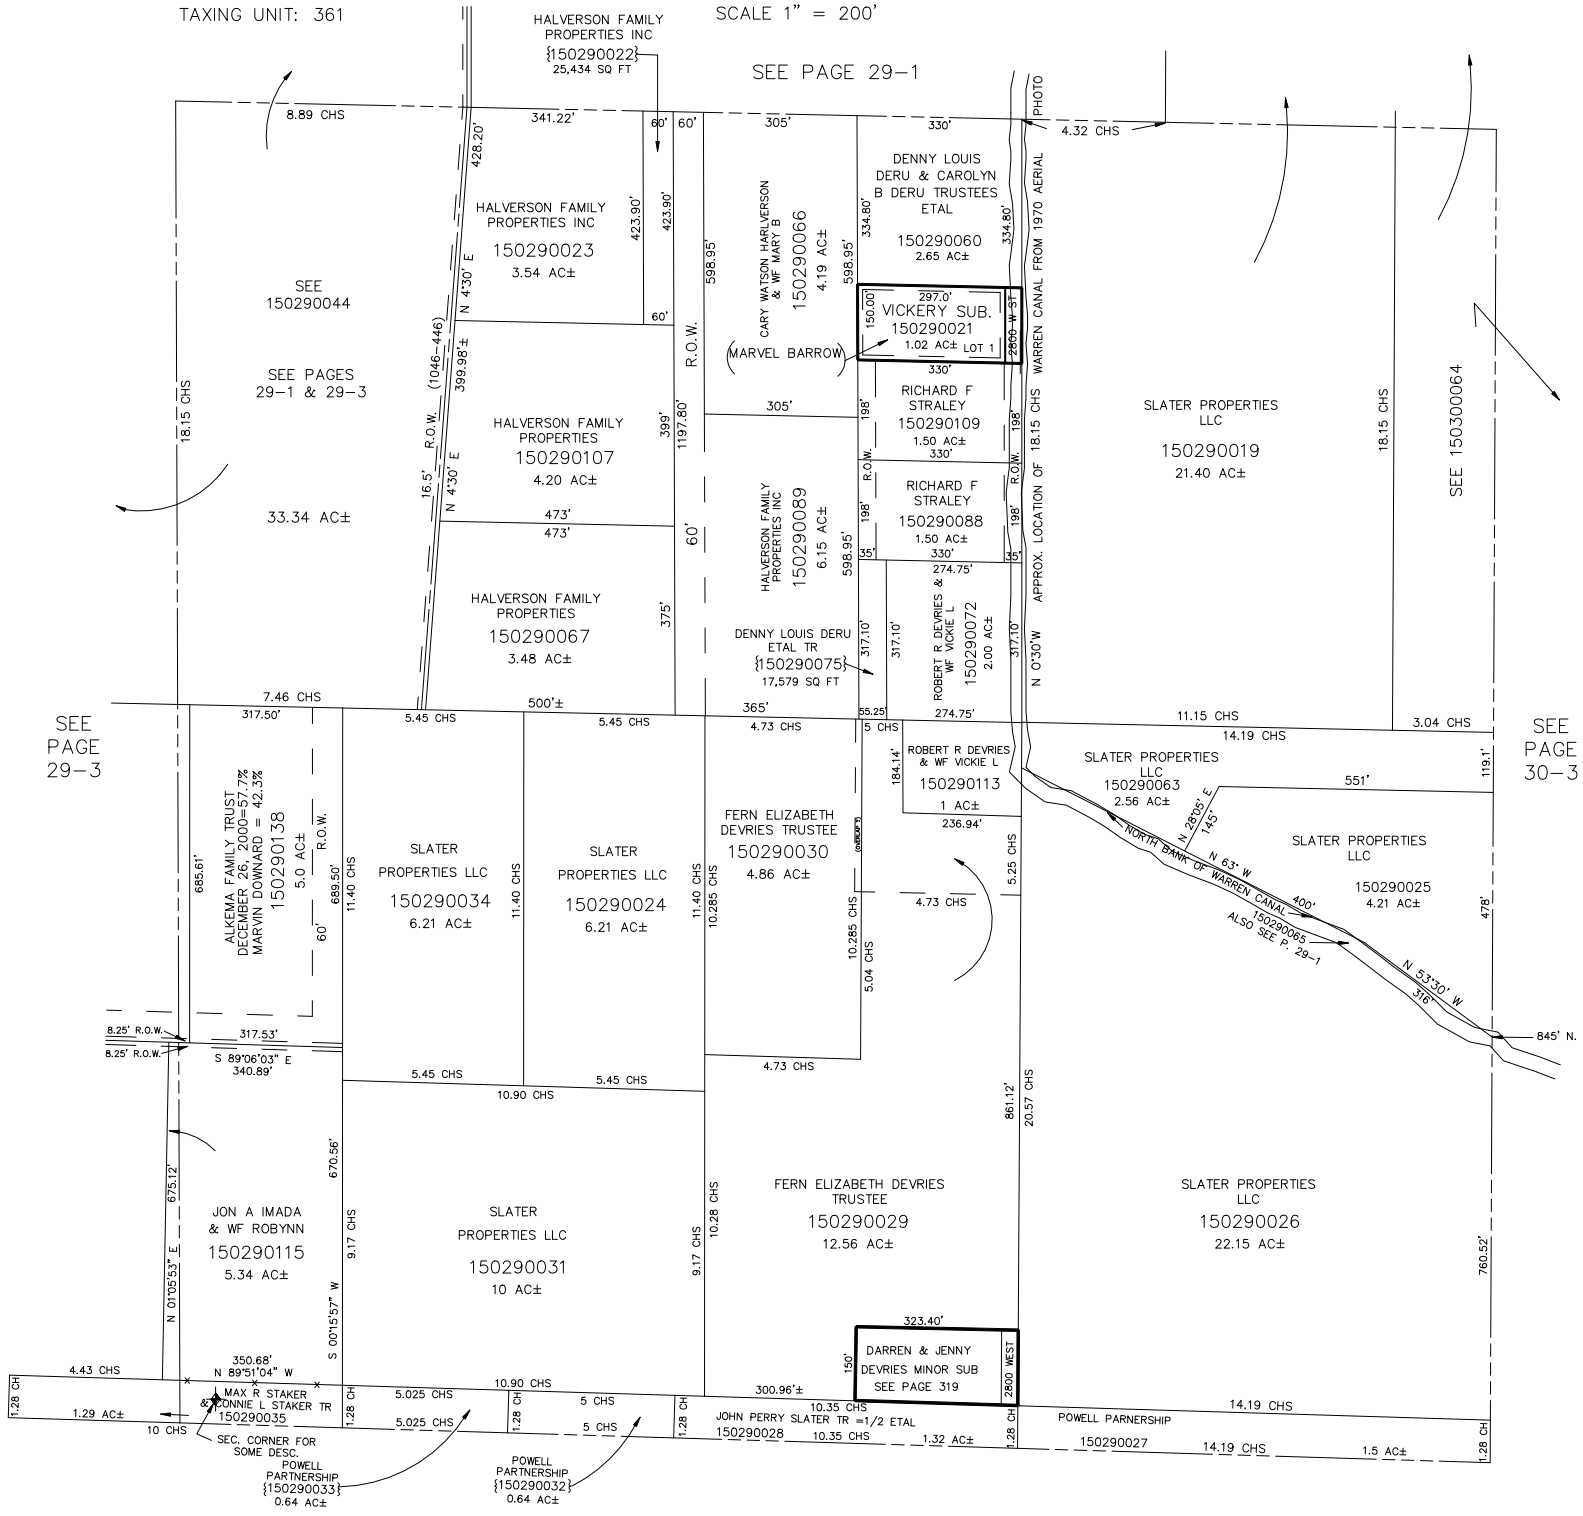 TAXING UNIT: 361
SCALE 1" = 200'
SEE PAGE 29-1
HALVERSON FAMILY
PROPERTIES INC
{150290022}
25,434 SQ FT
8.89 CHS
341.22'
60'
60'
305'
330'
4.32 CHS
PHOTO
428.20'
HALVERSON FAMILY
PROPERTIES INC
150290023
3.54 AC±
423.90'
423.90'
N 4°30' E
60'
598.95'
CARY WATSON HARLVERSON
& WF MARY B
150290066
4.19 AC±
598.95'
DENNY LOUIS
DERU & CAROLYN
B DERU TRUSTEES
ETAL
150290060
2.65 AC±
334.80'
334.80'
SEE
150290044
SEE PAGES
29-1 & 29-3
33.34 AC±
18.15 CHS
297.0'
150.00'
VICKERY SUB.
150290021
1.02 AC±
LOT 1
2800 W ST
(MARVEL BARROW)
330'
R.O.W.
(1046-446)
R.O.W.
16.5'
399.98'±
N 4°30' E
HALVERSON FAMILY
PROPERTIES
150290107
4.20 AC±
473'
473'
399'
1197.80'
60'
305'
RICHARD F
STRALEY
150290109
1.50 AC±
330'
198'
198'
R.O.W.
R.O.W.
RICHARD F
STRALEY
150290088
1.50 AC±
198'
198'
35'
330'
35'
N 0°30'W APPROX. LOCATION OF 18.15 CHS WARREN CANAL FROM 1970 AERIAL
SLATER PROPERTIES
LLC
150290019
21.40 AC±
18.15 CHS
SEE 150300064
HALVERSON FAMILY
PROPERTIES INC
150290089
6.15 AC±
598.95'
HALVERSON FAMILY
PROPERTIES
150290067
3.48 AC±
375'
DENNY LOUIS DERU
ETAL TR
{150290075}
17,579 SQ FT
317.10'
317.10'
274.75'
ROBERT R DEVRIES &
WF VICKIE L
150290072
2.00 AC±
317.10'
7.46 CHS
500'±
365'
55.25'
274.75'
11.15 CHS
3.04 CHS
14.19 CHS
SEE
PAGE
29-3
SEE
PAGE
30-3
317.50'
5.45 CHS
5.45 CHS
4.73 CHS
5 CHS
ALKEMA FAMILY TRUST
DECEMBER 26, 2000=57.7%
MARVIN DOWNARD = 42.3%
150290138
5.0 AC±
R.O.W.
60'
685.61'
689.50'
11.40 CHS
SLATER
PROPERTIES LLC
150290034
6.21 AC±
11.40 CHS
SLATER
PROPERTIES LLC
150290024
6.21 AC±
11.40 CHS
10.285 CHS
FERN ELIZABETH
DEVRIES TRUSTEE
150290030
4.86 AC±
10.285 CHS
5.04 CHS
184.14'
ROBERT R DEVRIES
& WF VICKIE L
150290113
1 AC±
236.94'
5.25 CHS
4.73 CHS
SLATER PROPERTIES
LLC
150290063
2.56 AC±
551'
119.1'
N 28°05' E
145'
NORTH BANK OF WARREN CANAL
N 63° W
400'
150290065
ALSO SEE P. 29-1
SLATER PROPERTIES
LLC
150290025
4.21 AC±
478'
N 53°30' W
316'
845' N.
8.25' R.O.W.
8.25' R.O.W.
317.53'
S 89°06'03" E
340.89'
5.45 CHS
5.45 CHS
10.90 CHS
4.73 CHS
861.12'
20.57 CHS
675.12'
N 01°05'53" E
JON A IMADA
& WF ROBYNN
150290115
5.34 AC±
670.56'
S 00°15'57" W
9.17 CHS
SLATER
PROPERTIES LLC
150290031
10 AC±
9.17 CHS
10.28 CHS
FERN ELIZABETH DEVRIES
TRUSTEE
150290029
12.56 AC±
SLATER PROPERTIES
LLC
150290026
22.15 AC±
760.52'
323.40'
150'
DARREN & JENNY
DEVRIES MINOR SUB
SEE PAGE 319
2800 WEST
350.68'
N 89°51'04" W
4.43 CHS
10.90 CHS
300.96'±
1.28 CH
1.29 AC±
10 CHS
MAX R STAKER
& CONNIE L STAKER TR
150290035
1.28 CH
5.025 CHS
5.025 CHS
1.28 CH
5 CHS
5 CHS
1.28 CH
10.35 CHS
JOHN PERRY SLATER TR =1/2 ETAL
150290028
10.35 CHS
1.32 AC±
1.28 CH
14.19 CHS
POWELL PARNERSHIP
150290027
14.19 CHS
1.5 AC±
1.28 CH
SEC. CORNER FOR
SOME DESC.
POWELL
PARTNERSHIP
{150290033}
0.64 AC±
POWELL
PARTNERSHIP
{150290032}
0.64 AC±